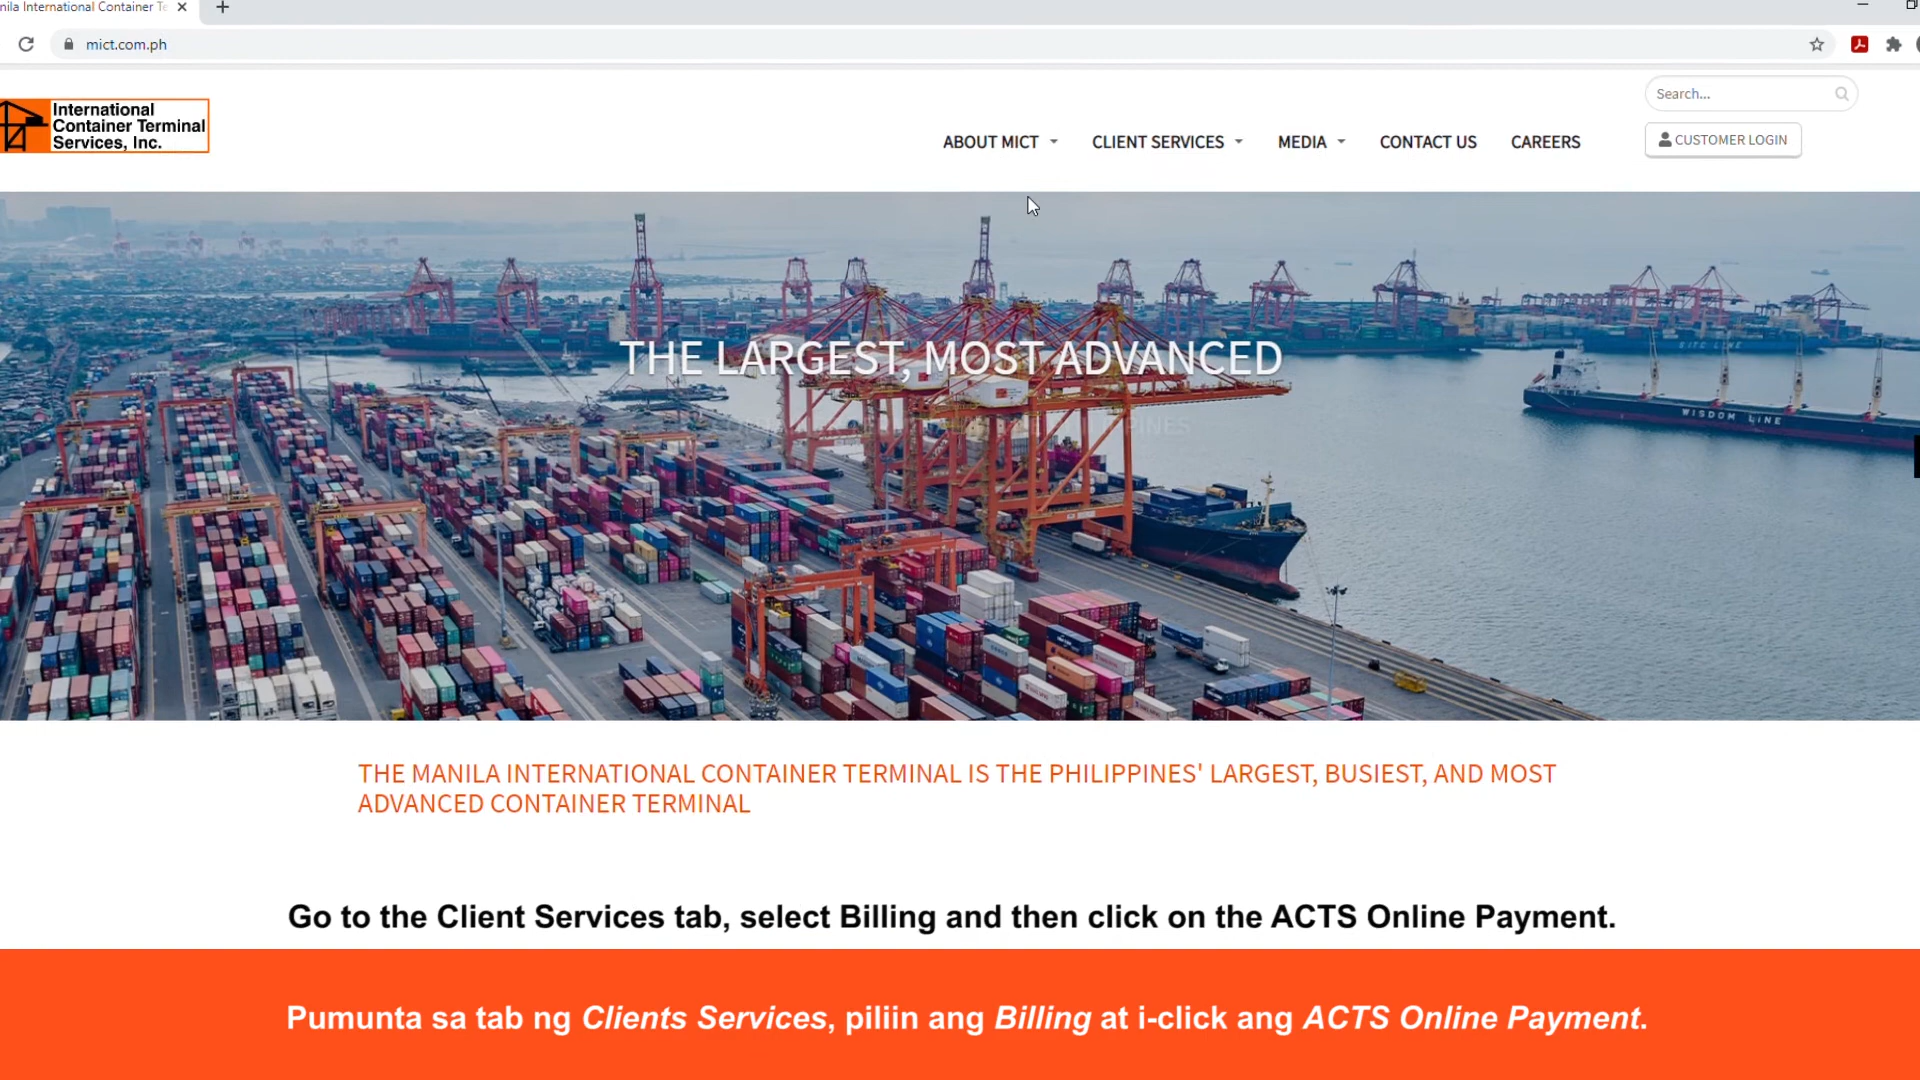 nila International Container Te
mict.com.ph
International
Container Terminal
Services, Inc.
Search...
ABOUT MICT
CLIENT SERVICES
MEDIA
CONTACT US
CAREERS
CUSTOMER LOGIN
THE LARGEST, MOST ADVANCED
WISDOM LINE
THE MANILA INTERNATIONAL CONTAINER TERMINAL IS THE PHILIPPINES' LARGEST, BUSIEST, AND MOST
ADVANCED CONTAINER TERMINAL
Go to the Client Services tab, select Billing and then click on the ACTS Online Payment.
Pumunta sa tab ng Clients Services, piliin ang Billing at i-click ang ACTS Online Payment.